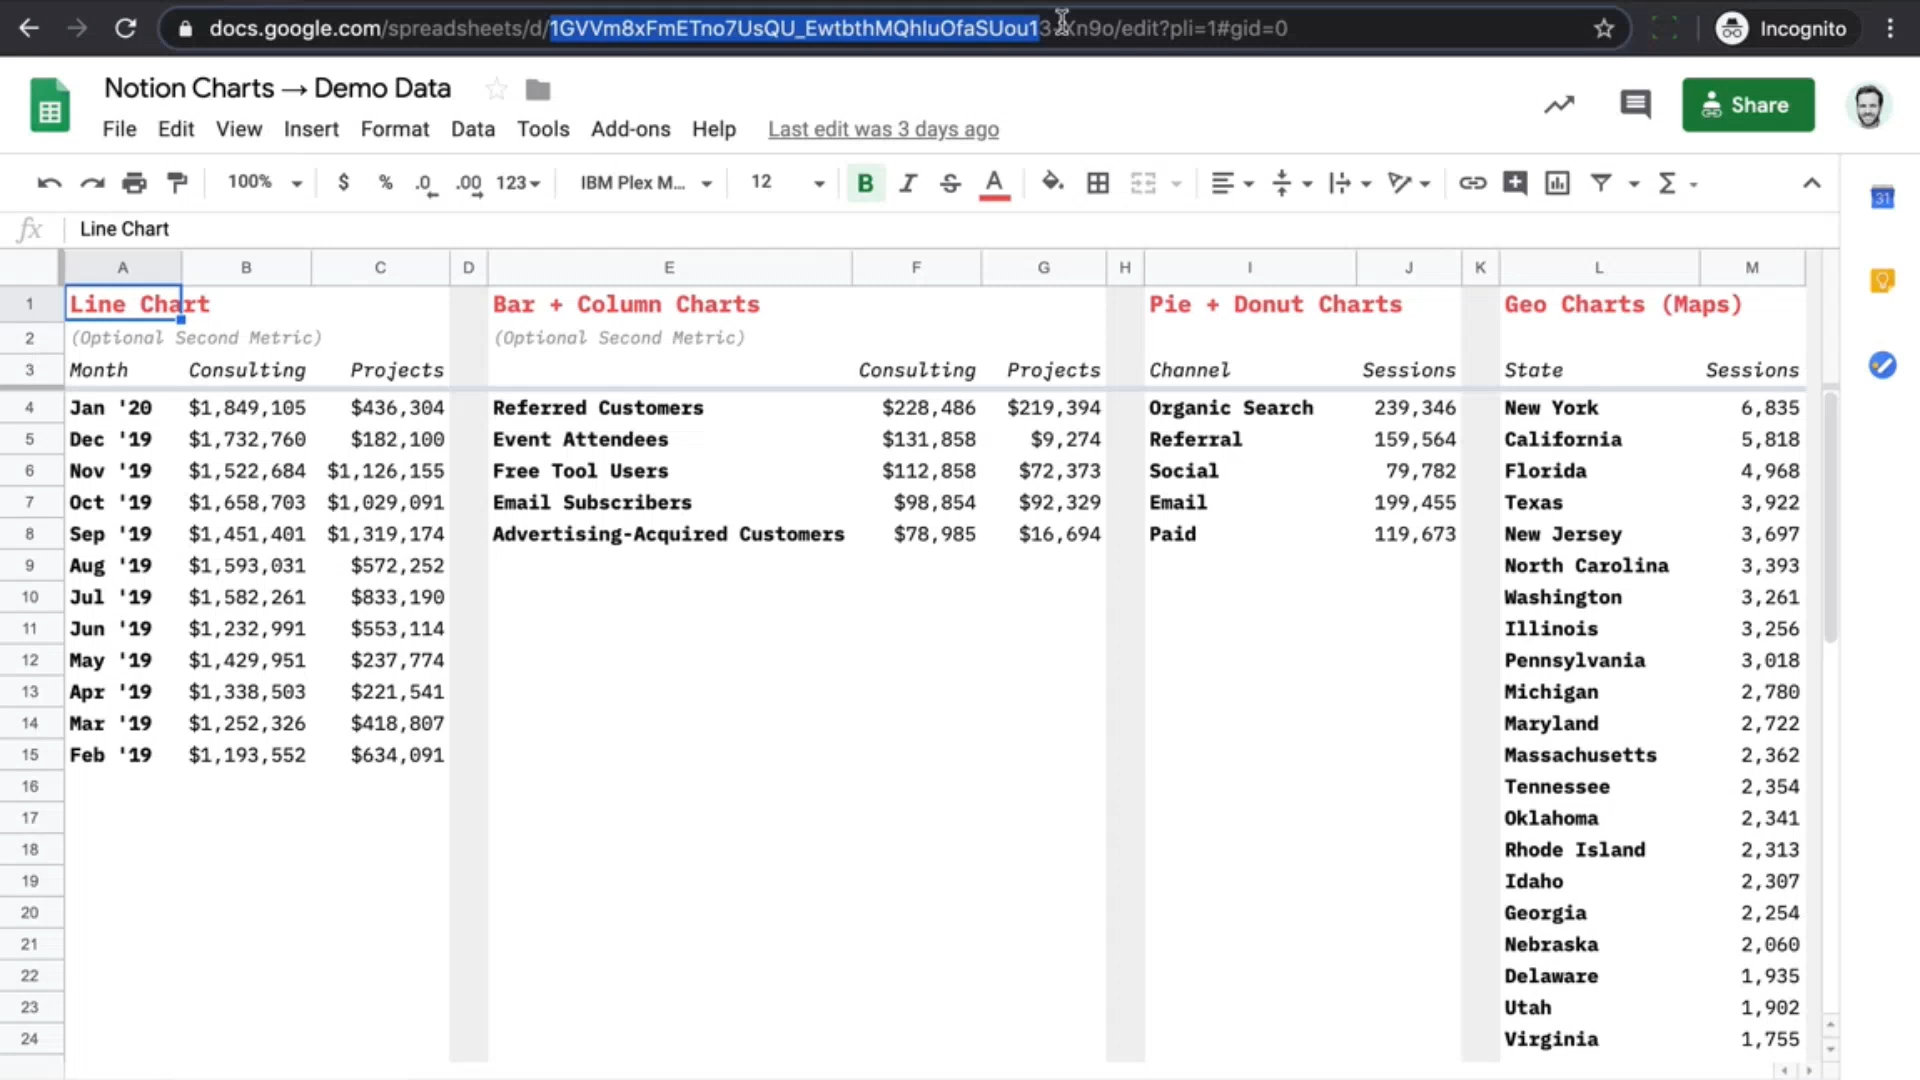 docs.google.com/spreadsheets/d/1GVVm8xFmETno7UsQU_EwtbthMQhIuOfaSUou13 Xn9o/edit?pli=1#gid=0 Incognito
Notion Charts → Demo Data
Share
File Edit View Insert Format Data Tools Add-ons Help Last edit was 3 days ago
100% $ % .0 .00 123 IBM Plex M... 12 B I S A Σ
31
fx Line Chart
A B C D E F G H I J K L M
1 Line Chart Bar + Column Charts Pie + Donut Charts Geo Charts (Maps)
2 (Optional Second Metric) (Optional Second Metric)
3 Month Consulting Projects Consulting Projects Channel Sessions State Sessions
4 Jan '20 $1,849,105 $436,304 Referred Customers $228,486 $219,394 Organic Search 239,346 New York 6,835
5 Dec '19 $1,732,760 $182,100 Event Attendees $131,858 $9,274 Referral 159,564 California 5,818
6 Nov '19 $1,522,684 $1,126,155 Free Tool Users $112,858 $72,373 Social 79,782 Florida 4,968
7 Oct '19 $1,658,703 $1,029,091 Email Subscribers $98,854 $92,329 Email 199,455 Texas 3,922
8 Sep '19 $1,451,401 $1,319,174 Advertising-Acquired Customers $78,985 $16,694 Paid 119,673 New Jersey 3,697
9 Aug '19 $1,593,031 $572,252 North Carolina 3,393
10 Jul '19 $1,582,261 $833,190 Washington 3,261
11 Jun '19 $1,232,991 $553,114 Illinois 3,256
12 May '19 $1,429,951 $237,774 Pennsylvania 3,018
13 Apr '19 $1,338,503 $221,541 Michigan 2,780
14 Mar '19 $1,252,326 $418,807 Maryland 2,722
15 Feb '19 $1,193,552 $634,091 Massachusetts 2,362
16 Tennessee 2,354
17 Oklahoma 2,341
18 Rhode Island 2,313
19 Idaho 2,307
20 Georgia 2,254
21 Nebraska 2,060
22 Delaware 1,935
23 Utah 1,902
24 Virginia 1,755